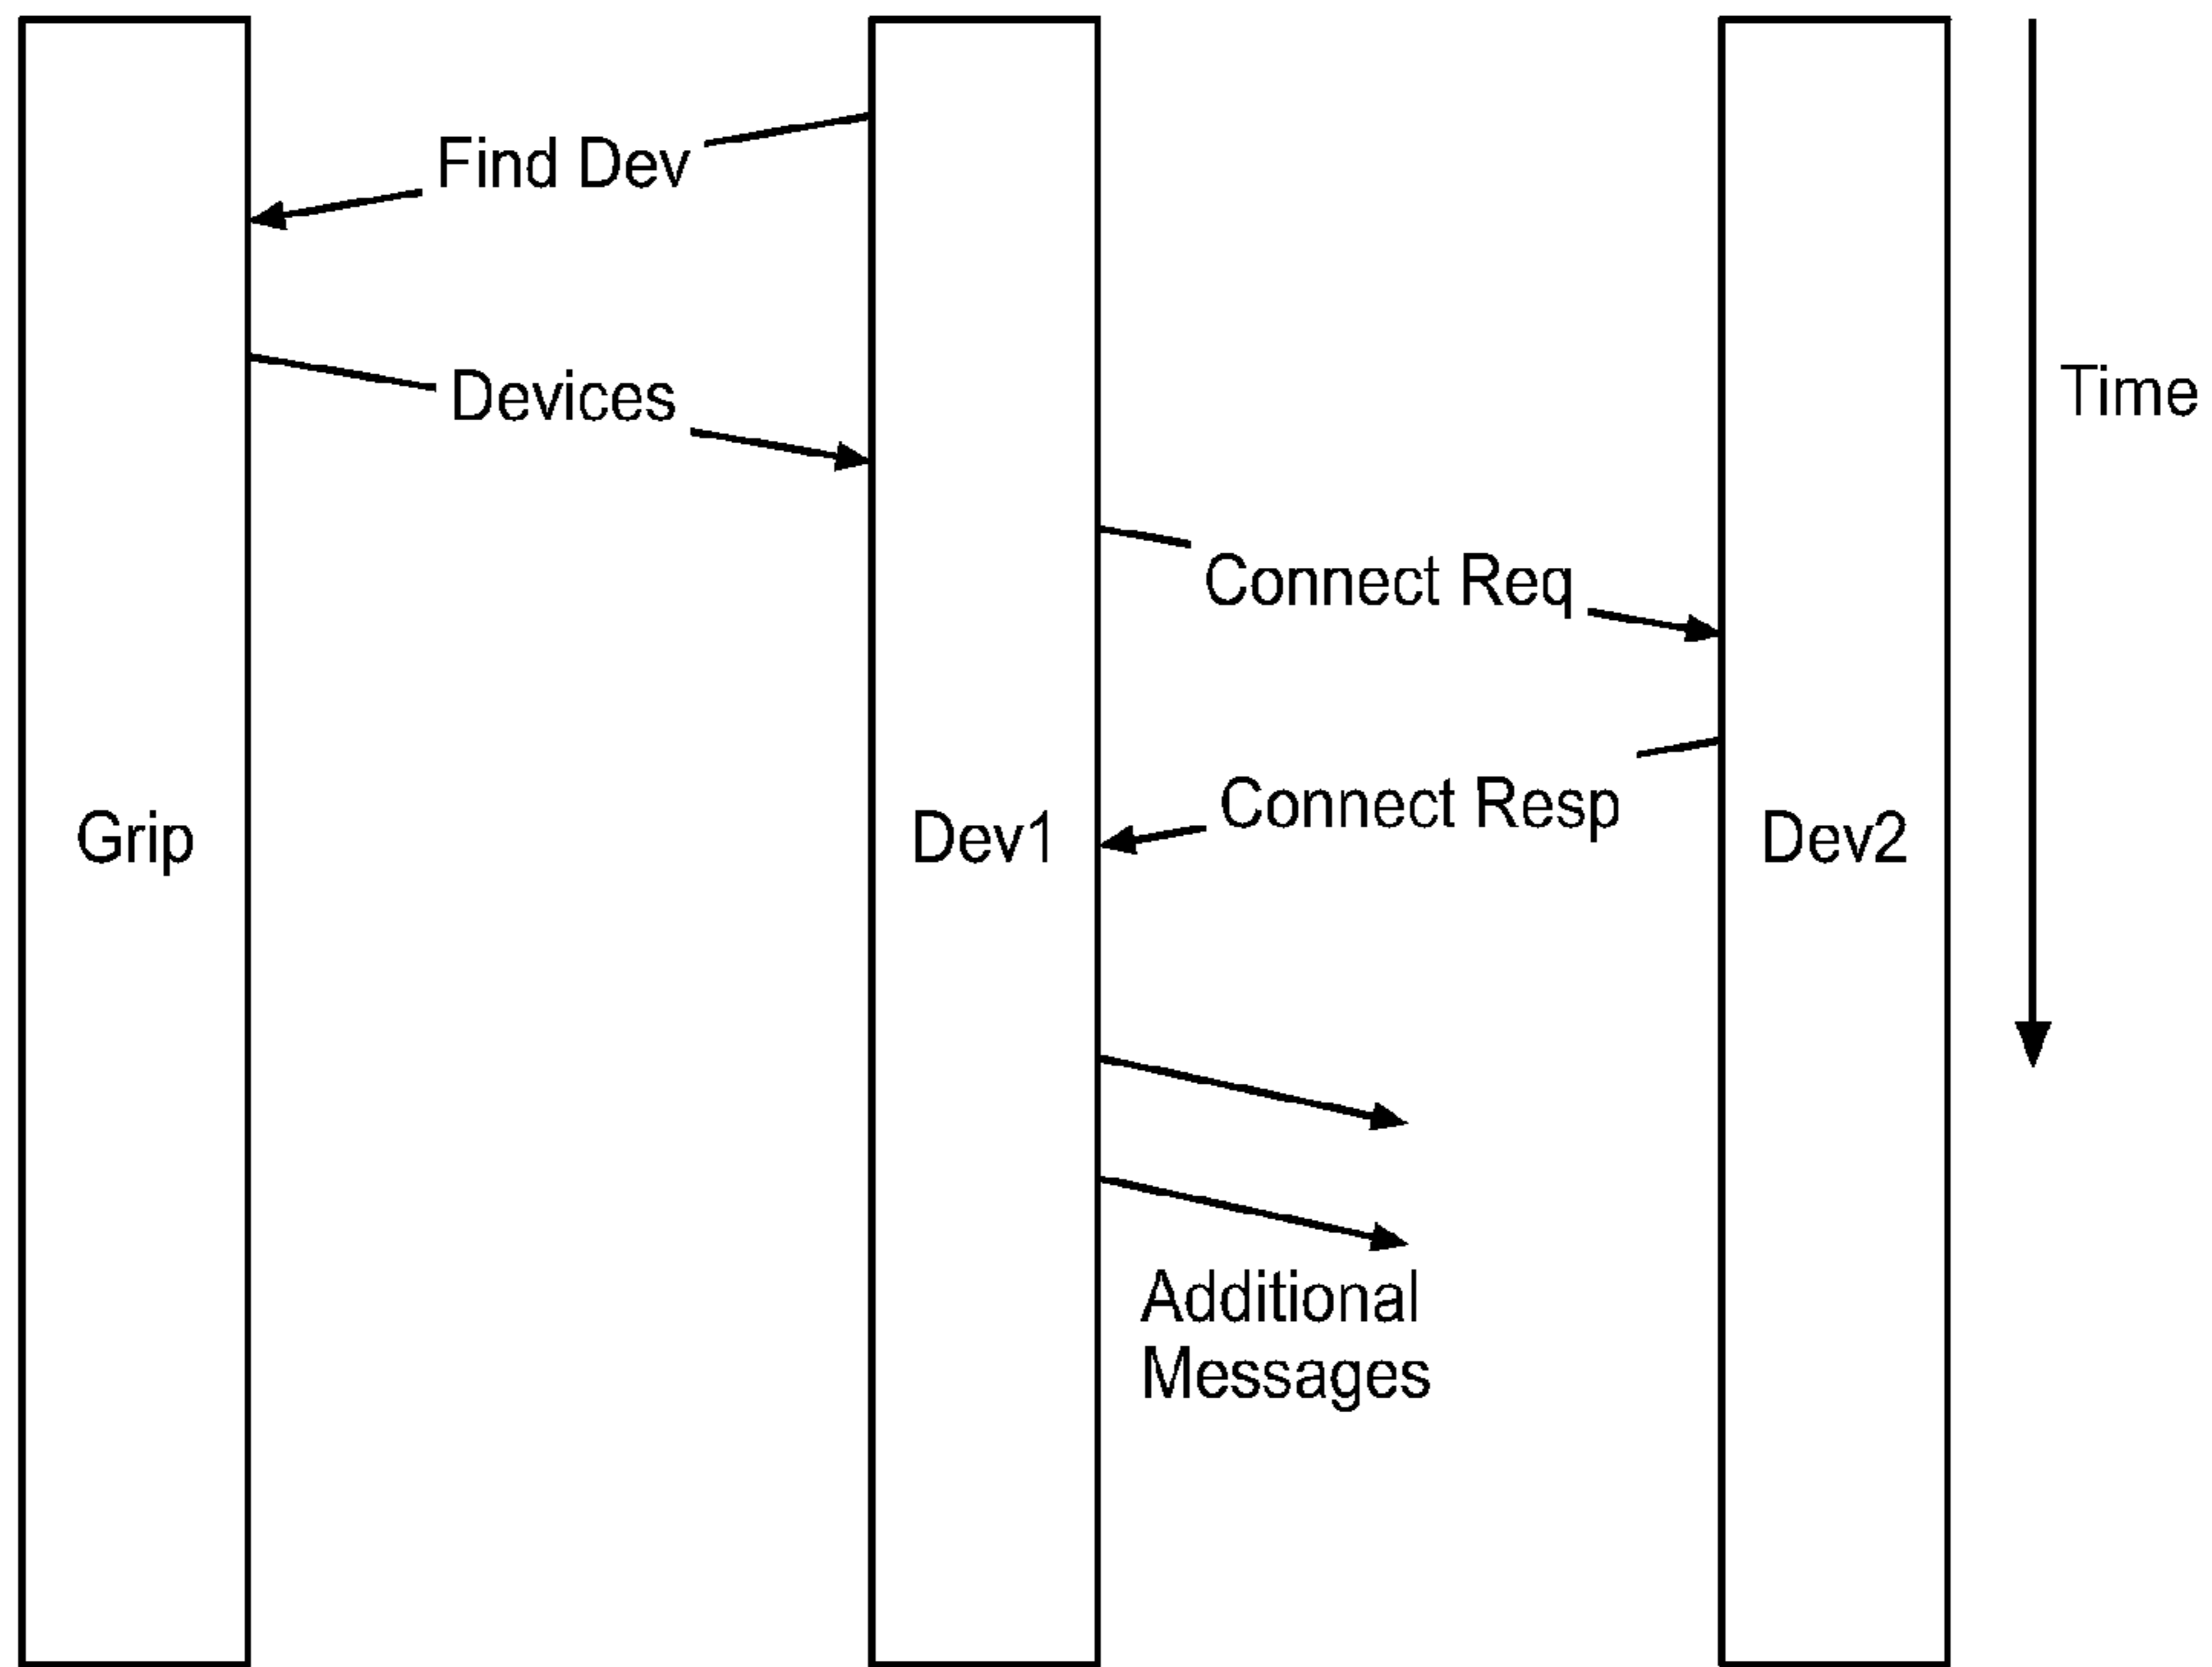 Find Dev
Devices
Time
Connect Req
Connect Resp
Grip
Dev1
Dev2
Additional
Messages